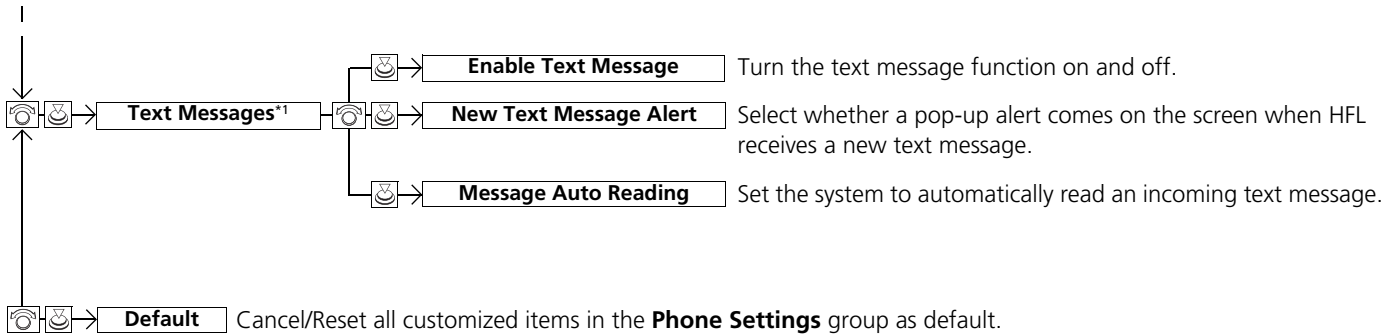 Enable Text Message Turn the text message function on and off.
Text Messages*1 New Text Message Alert Select whether a pop-up alert comes on the screen when HFL
receives a new text message.
Message Auto Reading Set the system to automatically read an incoming text message.
Default Cancel/Reset all customized items in the Phone Settings group as default.